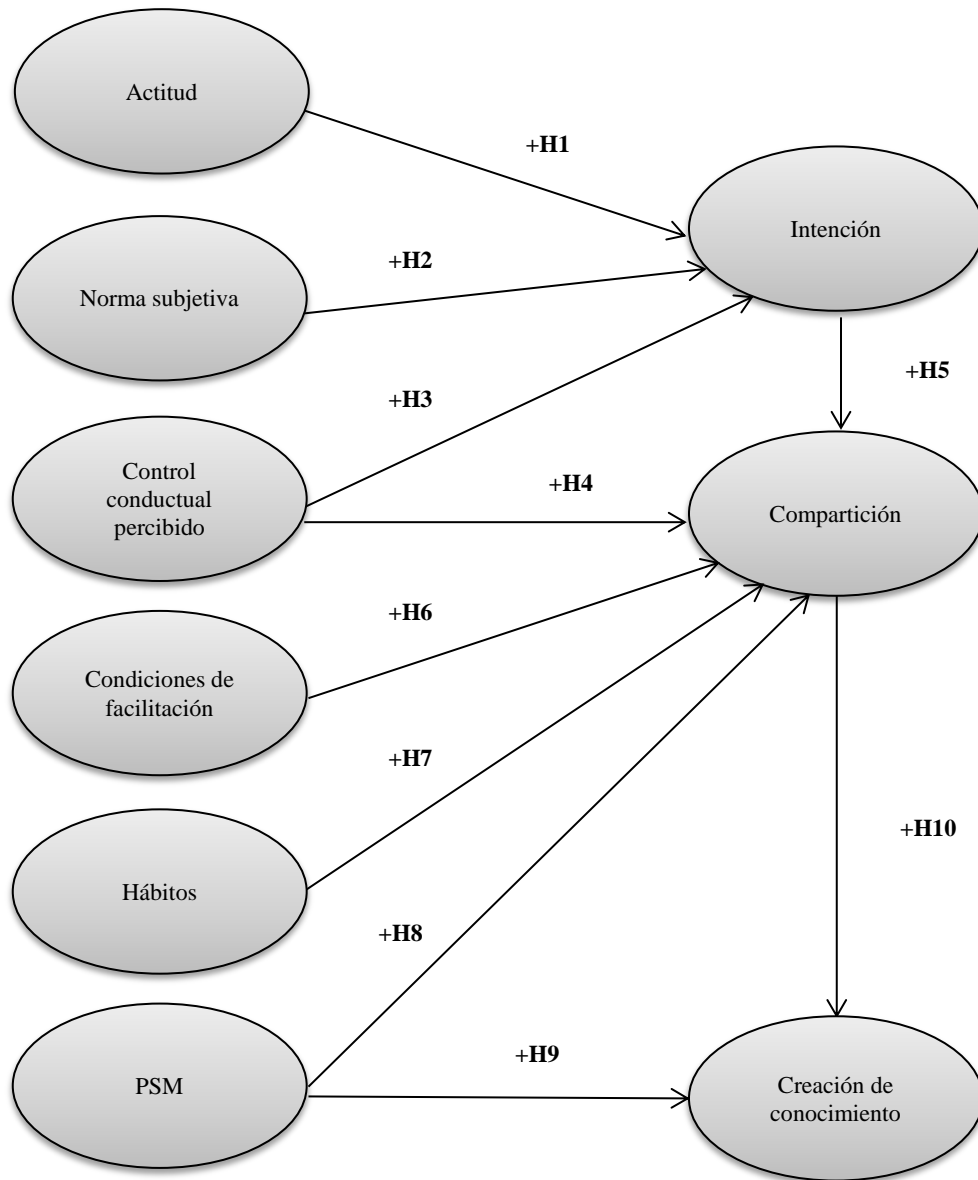 Actitud
+H1
Intención
+H2
Norma subjetiva
+H3
+H5
Control
conductual
percibido
+H4
Compartición
+H6
Condiciones de
facilitación
+H7
+H10
Hábitos
+H8
+H9
PSM
Creación de
conocimiento